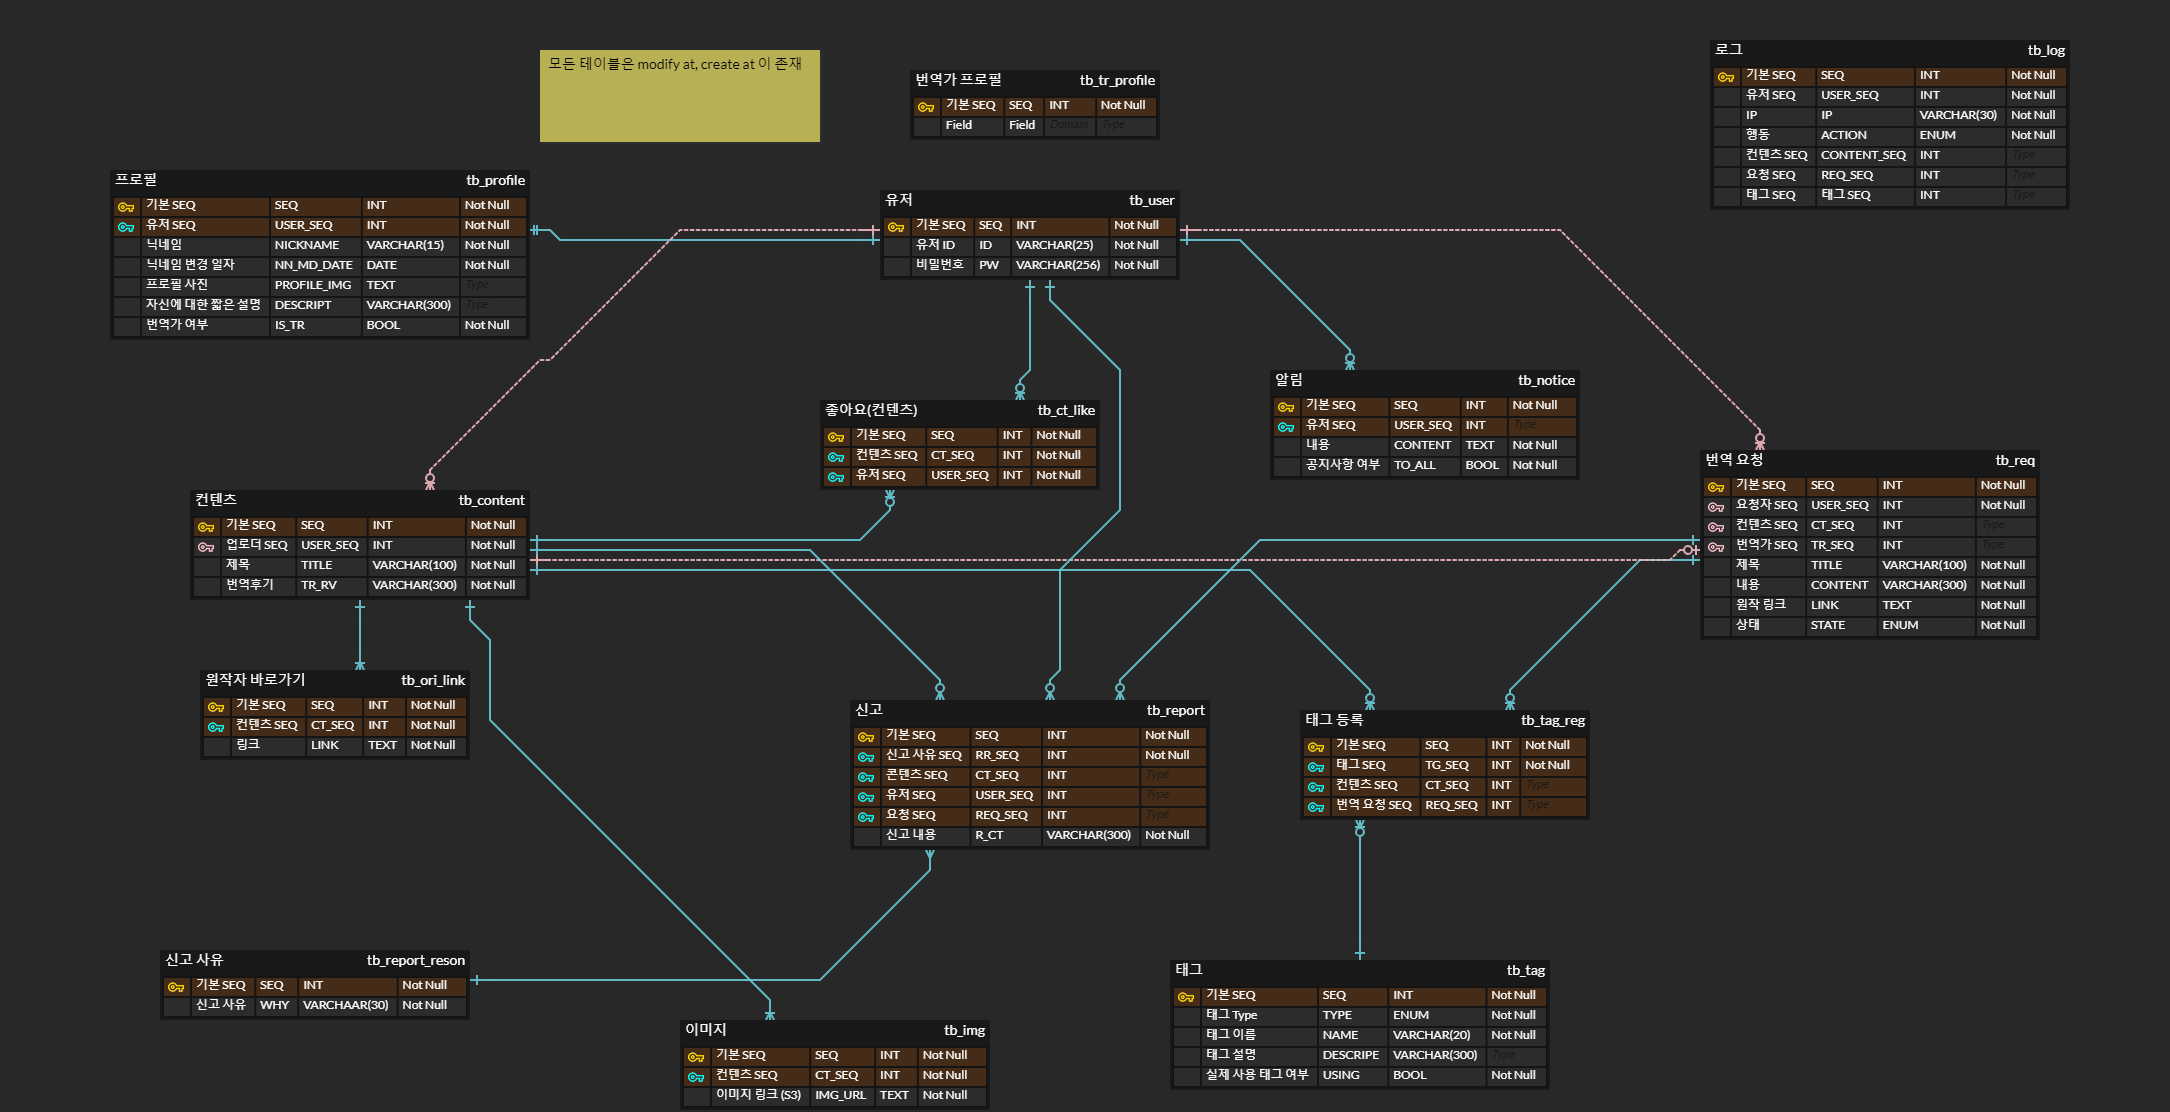 모든 테이블은 modify at, create at 이 존재
번역가 프로필 tb_tr_profile
기본 SEQ SEQ INT Not Null
Field Field Domain Type
로그 tb_log
기본 SEQ SEQ INT Not Null
유저 SEQ USER_SEQ INT Not Null
IP IP VARCHAR(30) Not Null
행동 ACTION ENUM Not Null
컨텐츠 SEQ CONTENT_SEQ INT Type
요청 SEQ REQ_SEQ INT Type
태그 SEQ 태그 SEQ INT Type
프로필 tb_profile
기본 SEQ SEQ INT Not Null
유저 SEQ USER_SEQ INT Not Null
닉네임 NICKNAME VARCHAR(15) Not Null
닉네임 변경 일자 NN_MD_DATE DATE Not Null
프로필 사진 PROFILE_IMG TEXT Type
자신에 대한 짧은 설명 DESCRIPT VARCHAR(300) Type
번역가 여부 IS_TR BOOL Not Null
유저 tb_user
기본 SEQ SEQ INT Not Null
유저 ID ID VARCHAR(25) Not Null
비밀번호 PW VARCHAR(256) Not Null
좋아요(컨텐츠) tb_ct_like
기본 SEQ SEQ INT Not Null
컨텐츠 SEQ CT_SEQ INT Not Null
유저 SEQ USER_SEQ INT Not Null
알림 tb_notice
기본 SEQ SEQ INT Not Null
유저 SEQ USER_SEQ INT Type
내용 CONTENT TEXT Not Null
공지사항 여부 TO_ALL BOOL Not Null
번역 요청 tb_req
기본 SEQ SEQ INT Not Null
요청자 SEQ USER_SEQ INT Not Null
컨텐츠 SEQ CT_SEQ INT Type
번역가 SEQ TR_SEQ INT Type
제목 TITLE VARCHAR(100) Not Null
내용 CONTENT VARCHAR(300) Not Null
원작 링크 LINK TEXT Not Null
상태 STATE ENUM Not Null
컨텐츠 tb_content
기본 SEQ SEQ INT Not Null
업로더 SEQ USER_SEQ INT Not Null
제목 TITLE VARCHAR(100) Not Null
번역후기 TR_RV VARCHAR(300) Not Null
원작자 바로가기 tb_ori_link
기본 SEQ SEQ INT Not Null
컨텐츠 SEQ CT_SEQ INT Not Null
링크 LINK TEXT Not Null
신고 tb_report
기본 SEQ SEQ INT Not Null
신고 사유 SEQ RR_SEQ INT Not Null
콘텐츠 SEQ CT_SEQ INT Type
유저 SEQ USER_SEQ INT Type
요청 SEQ REQ_SEQ INT Type
신고 내용 R_CT VARCHAR(300) Not Null
태그 등록 tb_tag_reg
기본 SEQ SEQ INT Not Null
태그 SEQ TG_SEQ INT Not Null
컨텐츠 SEQ CT_SEQ INT Type
번역 요청 SEQ REQ_SEQ INT Type
신고 사유 tb_report_reson
기본 SEQ SEQ INT Not Null
신고 사유 WHY VARCHAAR(30) Not Null
태그 tb_tag
기본 SEQ SEQ INT Not Null
태그 Type TYPE ENUM Not Null
태그 이름 NAME VARCHAR(20) Not Null
태그 설명 DESCRIPE VARCHAR(300) Type
실제 사용 태그 여부 USING BOOL Not Null
이미지 tb_img
기본 SEQ SEQ INT Not Null
컨텐츠 SEQ CT_SEQ INT Not Null
이미지 링크 (S3) IMG_URL TEXT Not Null